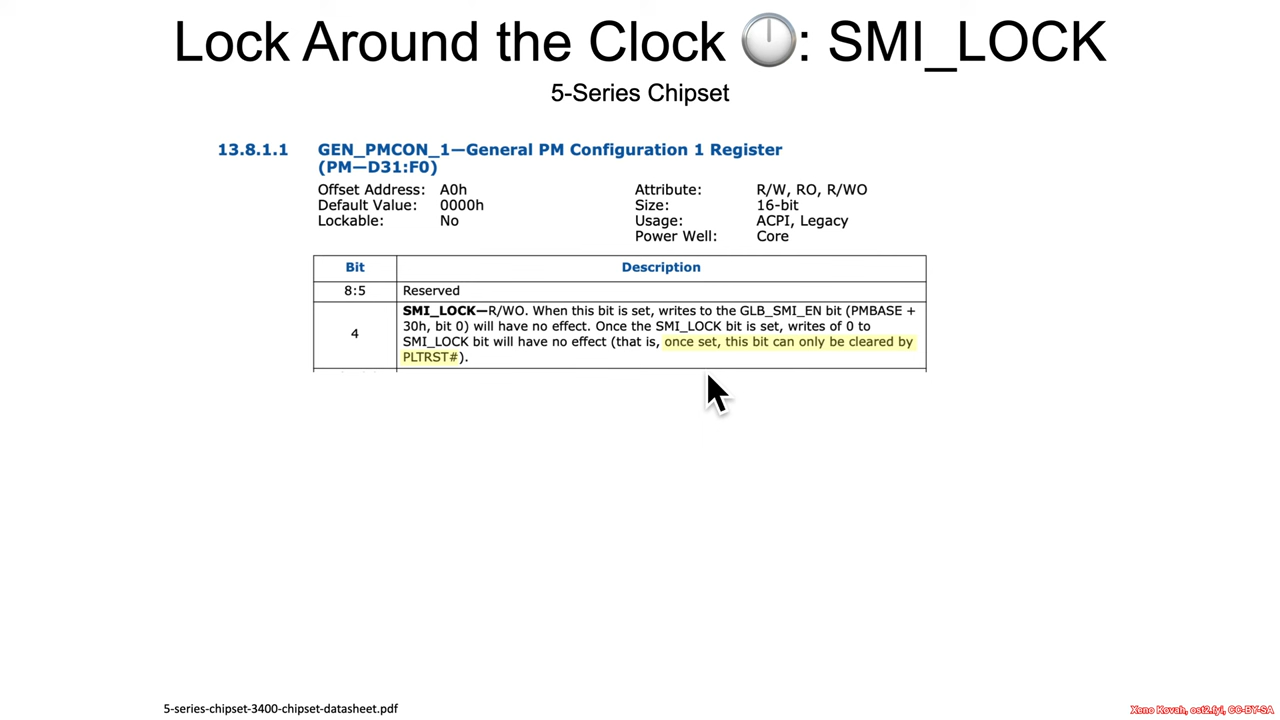 Lock Around the Clock 🕛: SMI_LOCK
5-Series Chipset
13.8.1.1 GEN_PMCON_1—General PM Configuration 1 Register
(PM—D31:F0)
Offset Address: A0h Attribute: R/W, RO, R/WO
Default Value: 0000h Size: 16-bit
Lockable: No Usage: ACPI, Legacy
Power Well: Core
Bit Description
8:5 Reserved
SMI_LOCK—R/WO. When this bit is set, writes to the GLB_SMI_EN bit (PMBASE +
30h, bit 0) will have no effect. Once the SMI_LOCK bit is set, writes of 0 to
4 SMI_LOCK bit will have no effect (that is, once set, this bit can only be cleared by
PLTRST#).
5-series-chipset-3400-chipset-datasheet.pdf
Xeno Kovah, ost2.fyi, CC-BY-SA